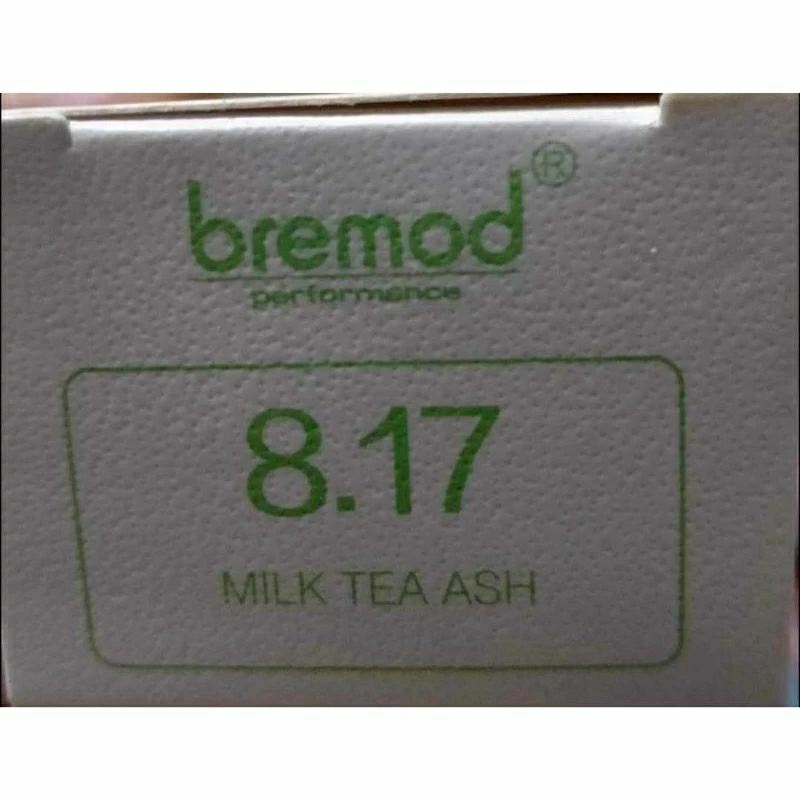 bremod®
performance
8.17
MILK TEA ASH